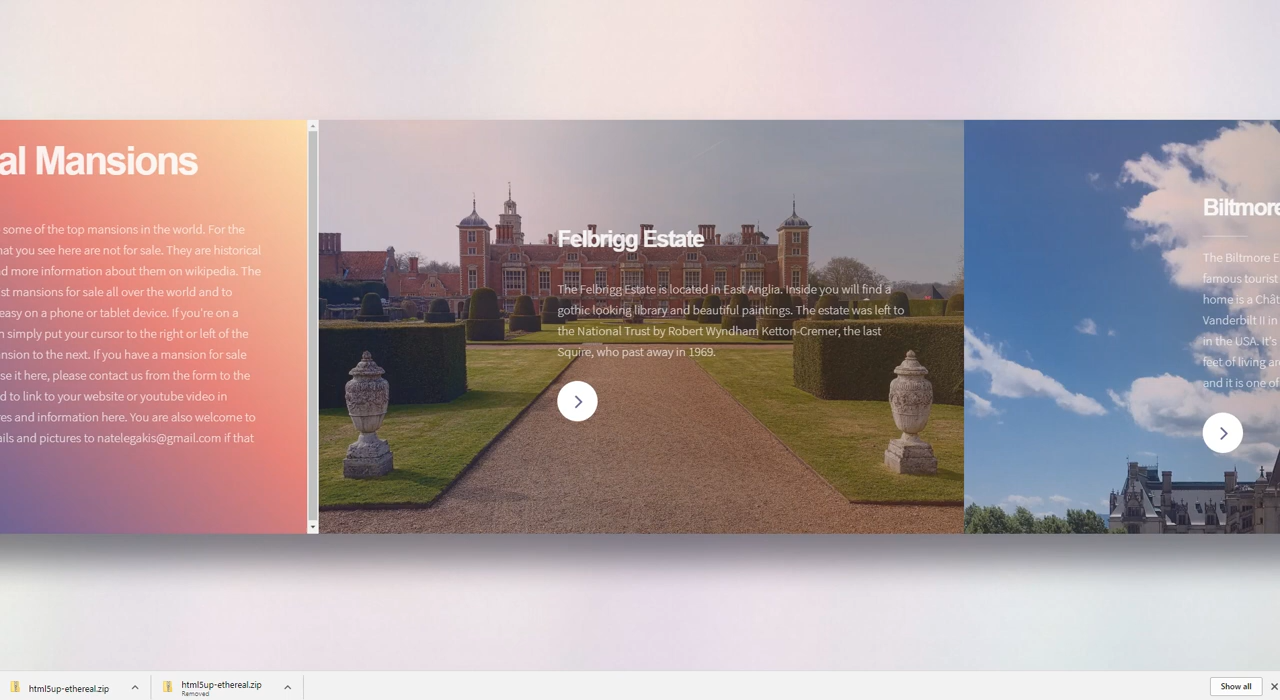 al Mansions
some of the top mansions in the world. For the
hat you see here are not for sale. They are historical
d more information about them on wikipedia. The
st mansions for sale all over the world and to
easy on a phone or tablet device. If you're on a
n simply put your cursor to the right or left of the
nsion to the next. If you have a mansion for sale
se it here, please contact us from the form to the
d to link to your website or youtube video in
res and information here. You are also welcome to
ails and pictures to natelegakis@gmail.com if that
Felbrigg Estate
The Felbrigg Estate is located in East Anglia. Inside you will find a
gothic looking library and beautiful paintings. The estate was left to
the National Trust by Robert Wyndham Ketton-Cremer, the last
Squire, who past away in 1969.
Biltmore
The Biltmore E
famous tourist
home is a Chât
Vanderbilt II in
in the USA. It's
feet of living are
and it is one of
html5up-ethereal.zip
html5up-ethereal.zip
Removed
Show all